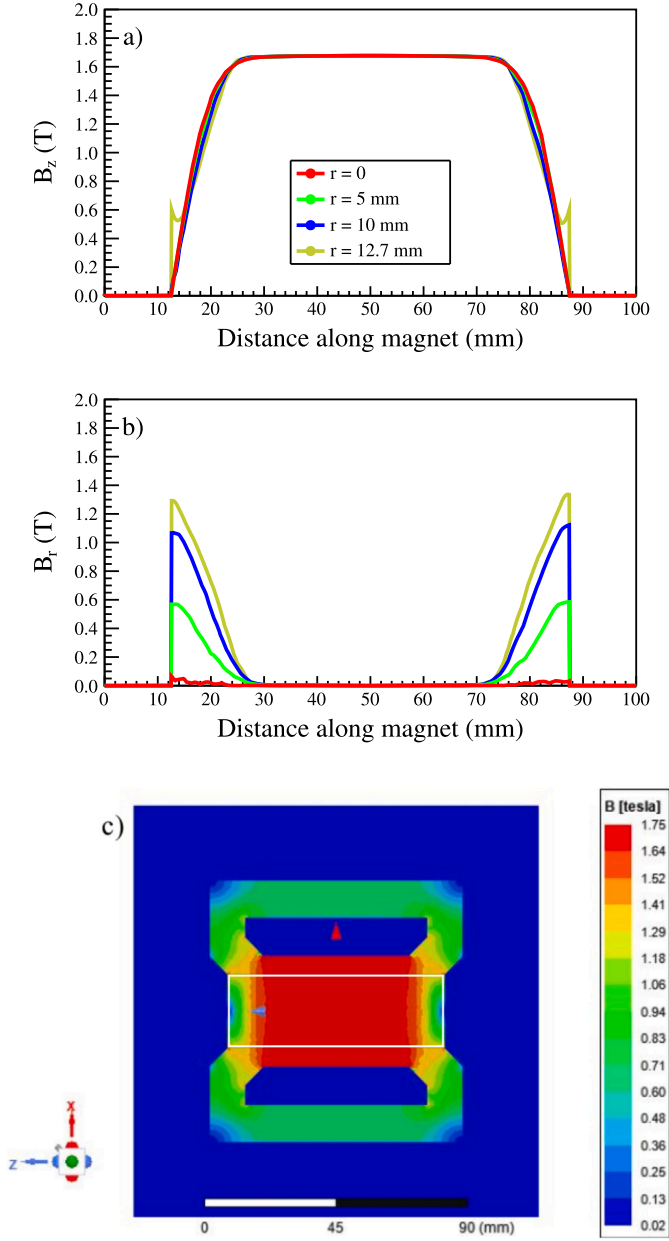 2.0
a)
1.8
1.6
1.4
1.2
B_z (T)
1.0
r = 0
0.8
r = 5 mm
0.6
r = 10 mm
0.4
r = 12.7 mm
0.2
0.0
0 10 20 30 40 50 60 70 80 90 100
Distance along magnet (mm)
2.0
b)
1.8
1.6
1.4
1.2
B_r (T)
1.0
0.8
0.6
0.4
0.2
0.0
0 10 20 30 40 50 60 70 80 90 100
Distance along magnet (mm)
c)
B [tesla]
1.75
1.64
1.52
1.41
1.29
1.18
1.06
0.94
0.83
0.71
0.60
0.48
0.36
0.25
0.13
0.02
X
Z
0 45 90 (mm)